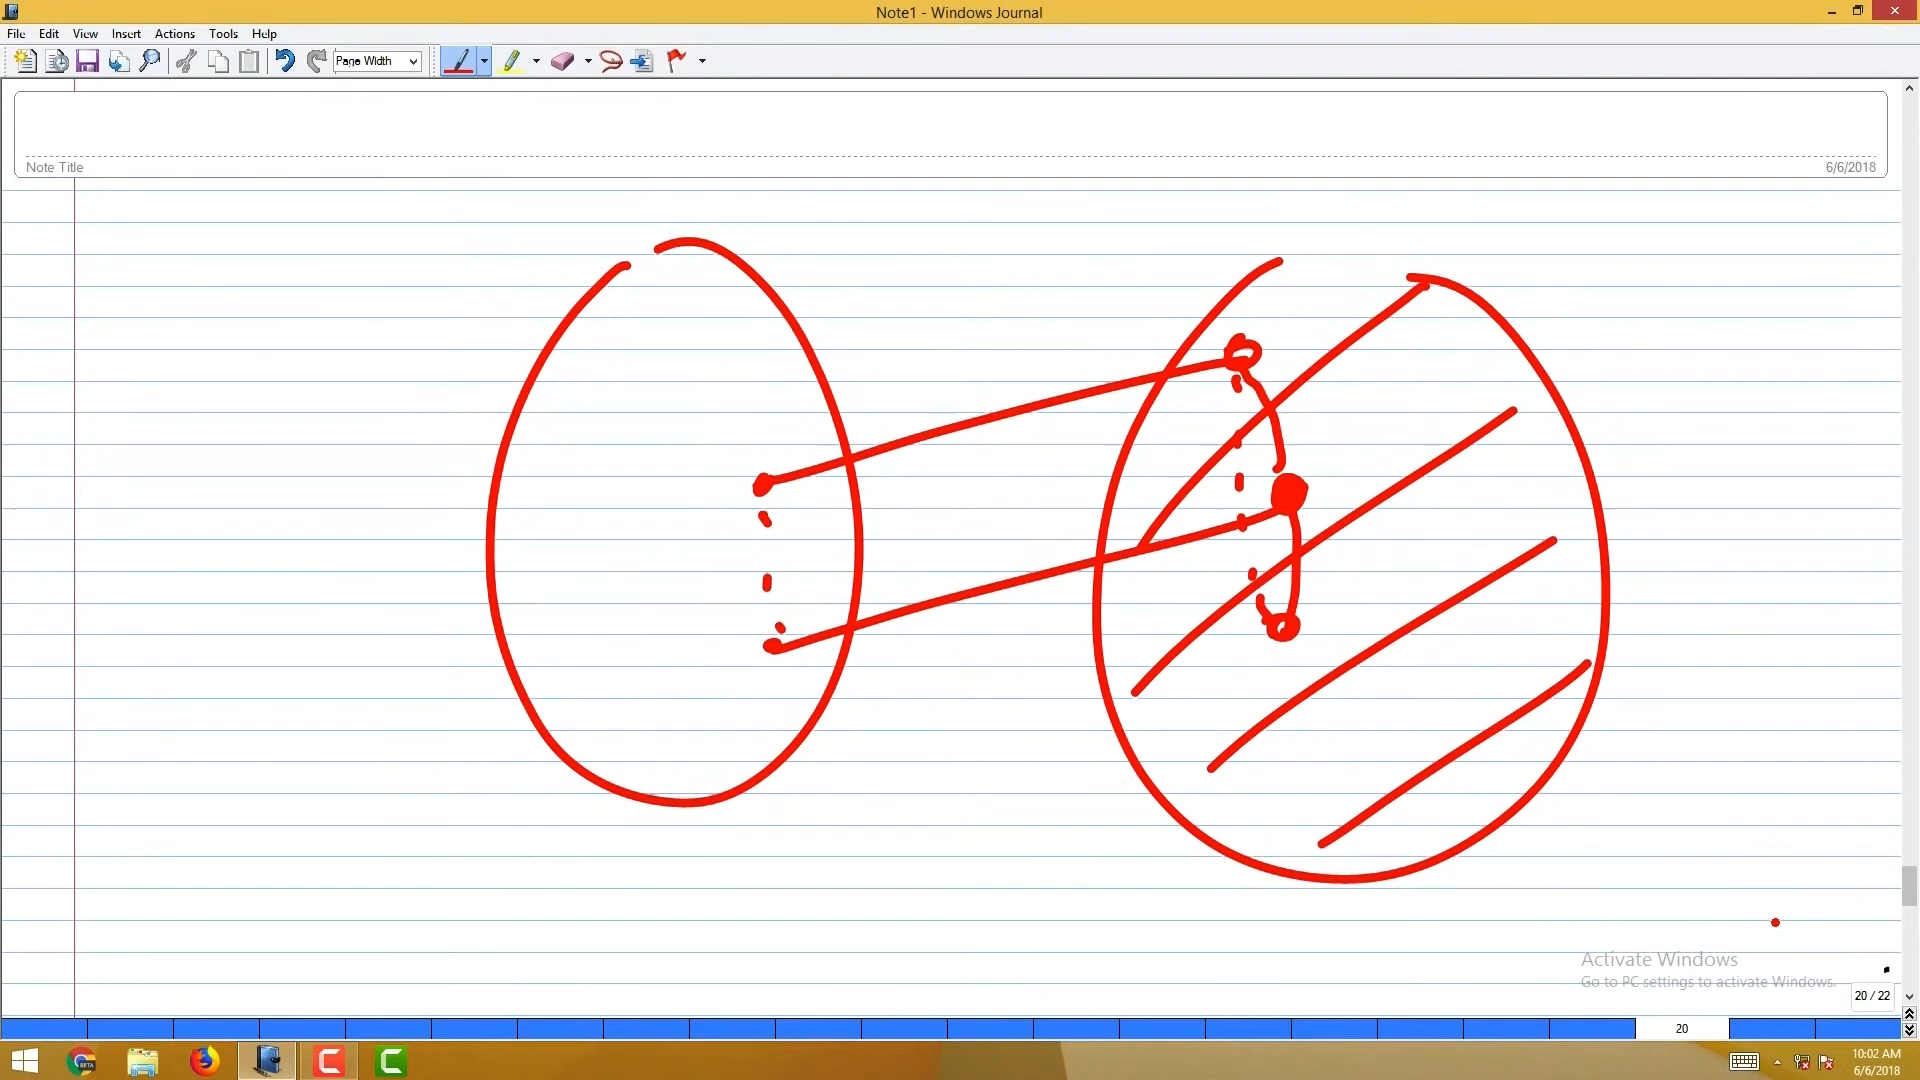 Note1 - Windows Journal
File Edit View Insert Actions Tools Help
Page Width
Note Title
6/6/2018
Activate Windows
Go to PC settings to activate Windows.
20 / 22
20
BETA
10:02 AM
6/6/2018